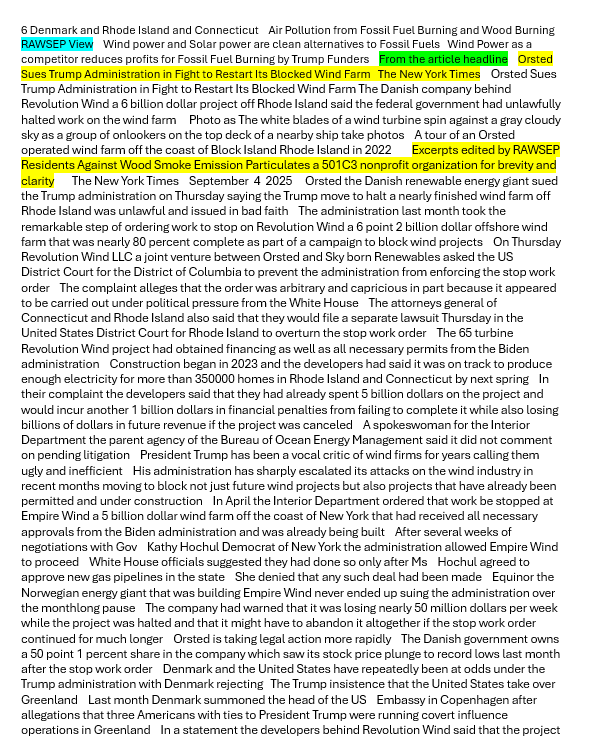 6 Denmark and Rhode Island and Connecticut   Air Pollution from Fossil Fuel Burning and Wood Burning
RAWSEP View   Wind power and Solar power are clean alternatives to Fossil Fuels   Wind Power as a
competitor reduces profits for Fossil Fuel Burning by Trump Funders   From the article headline   Orsted
Sues Trump Administration in Fight to Restart Its Blocked Wind Farm   The New York Times   Orsted Sues
Trump Administration in Fight to Restart Its Blocked Wind Farm The Danish company behind
Revolution Wind a 6 billion dollar project off Rhode Island said the federal government had unlawfully
halted work on the wind farm   Photo as The white blades of a wind turbine spin against a gray cloudy
sky as a group of onlookers on the top deck of a nearby ship take photos   A tour of an Orsted
operated wind farm off the coast of Block Island Rhode Island in 2022   Excerpts edited by RAWSEP
Residents Against Wood Smoke Emission Particulates a 501C3 nonprofit organization for brevity and
clarity   The New York Times   September 4 2025   Orsted the Danish renewable energy giant sued
the Trump administration on Thursday saying the Trump move to halt a nearly finished wind farm off
Rhode Island was unlawful and issued in bad faith   The administration last month took the
remarkable step of ordering work to stop on Revolution Wind a 6 point 2 billion dollar offshore wind
farm that was nearly 80 percent complete as part of a campaign to block wind projects   On Thursday
Revolution Wind LLC a joint venture between Orsted and Sky born Renewables asked the US
District Court for the District of Columbia to prevent the administration from enforcing the stop work
order   The complaint alleges that the order was arbitrary and capricious in part because it appeared
to be carried out under political pressure from the White House   The attorneys general of
Connecticut and Rhode Island also said that they would file a separate lawsuit Thursday in the
United States District Court for Rhode Island to overturn the stop work order   The 65 turbine
Revolution Wind project had obtained financing as well as all necessary permits from the Biden
administration   Construction began in 2023 and the developers had said it was on track to produce
enough electricity for more than 350000 homes in Rhode Island and Connecticut by next spring   In
their complaint the developers said that they had already spent 5 billion dollars on the project and
would incur another 1 billion dollars in financial penalties from failing to complete it while also losing
billions of dollars in future revenue if the project was canceled   A spokeswoman for the Interior
Department the parent agency of the Bureau of Ocean Energy Management said it did not comment
on pending litigation   President Trump has been a vocal critic of wind firms for years calling them
ugly and inefficient   His administration has sharply escalated its attacks on the wind industry in
recent months moving to block not just future wind projects but also projects that have already been
permitted and under construction   In April the Interior Department ordered that work be stopped at
Empire Wind a 5 billion dollar wind farm off the coast of New York that had received all necessary
approvals from the Biden administration and was already being built   After several weeks of
negotiations with Gov   Kathy Hochul Democrat of New York the administration allowed Empire Wind
to proceed   White House officials suggested they had done so only after Ms   Hochul agreed to
approve new gas pipelines in the state   She denied that any such deal had been made   Equinor the
Norwegian energy giant that was building Empire Wind never ended up suing the administration over
the monthlong pause   The company had warned that it was losing nearly 50 million dollars per week
while the project was halted and that it might have to abandon it altogether if the stop work order
continued for much longer   Orsted is taking legal action more rapidly   The Danish government owns
a 50 point 1 percent share in the company which saw its stock price plunge to record lows last month
after the stop work order   Denmark and the United States have repeatedly been at odds under the
Trump administration with Denmark rejecting   The Trump insistence that the United States take over
Greenland   Last month Denmark summoned the head of the US   Embassy in Copenhagen after
allegations that three Americans with ties to President Trump were running covert influence
operations in Greenland   In a statement the developers behind Revolution Wind said that the project